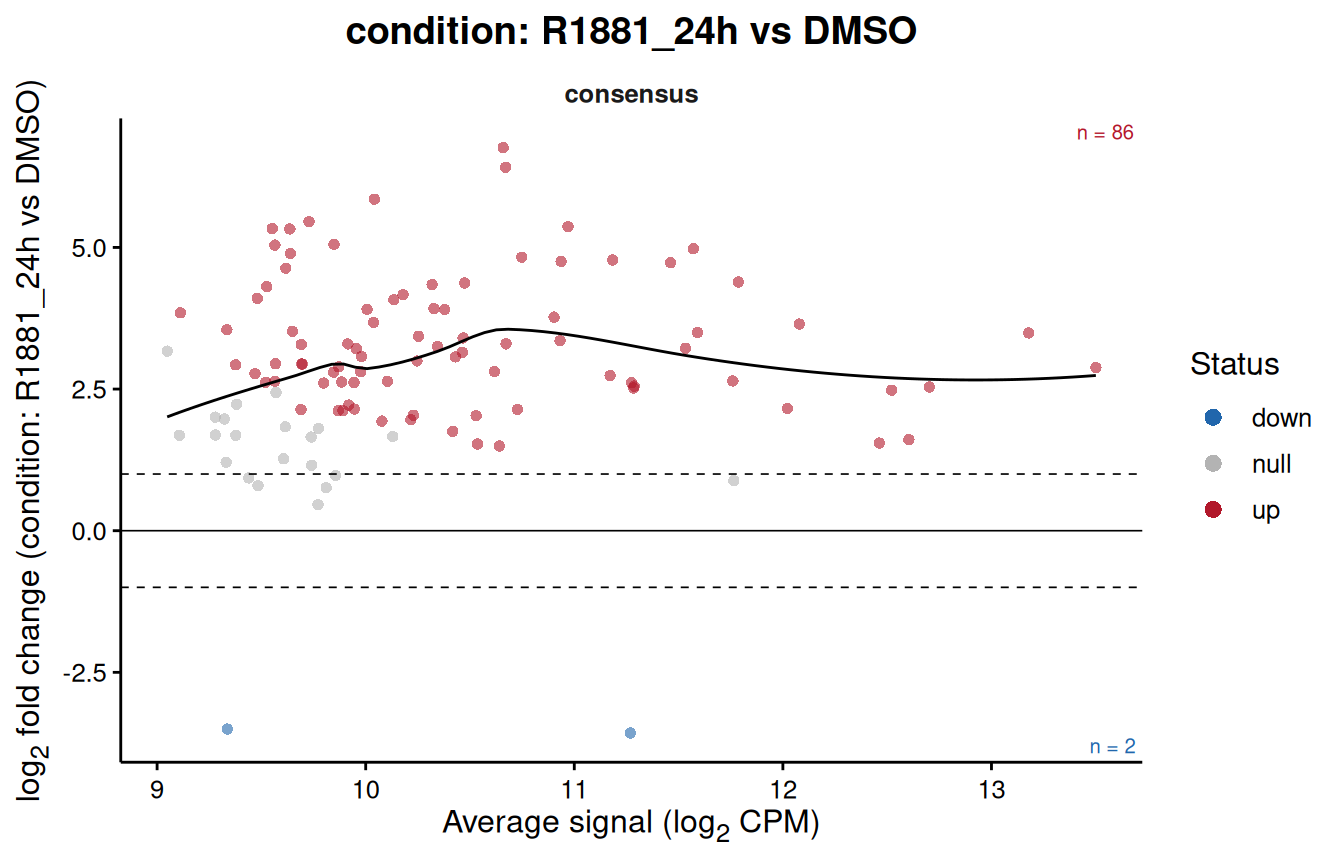 condition: R1881_24h vs DMSO
consensus
log2 fold change (condition: R1881_24h vs DMSO)
n = 86
5.0
2.5
0.0
-2.5
n = 2
9 10 11 12 13
Average signal (log2 CPM)
Status
down
null
up